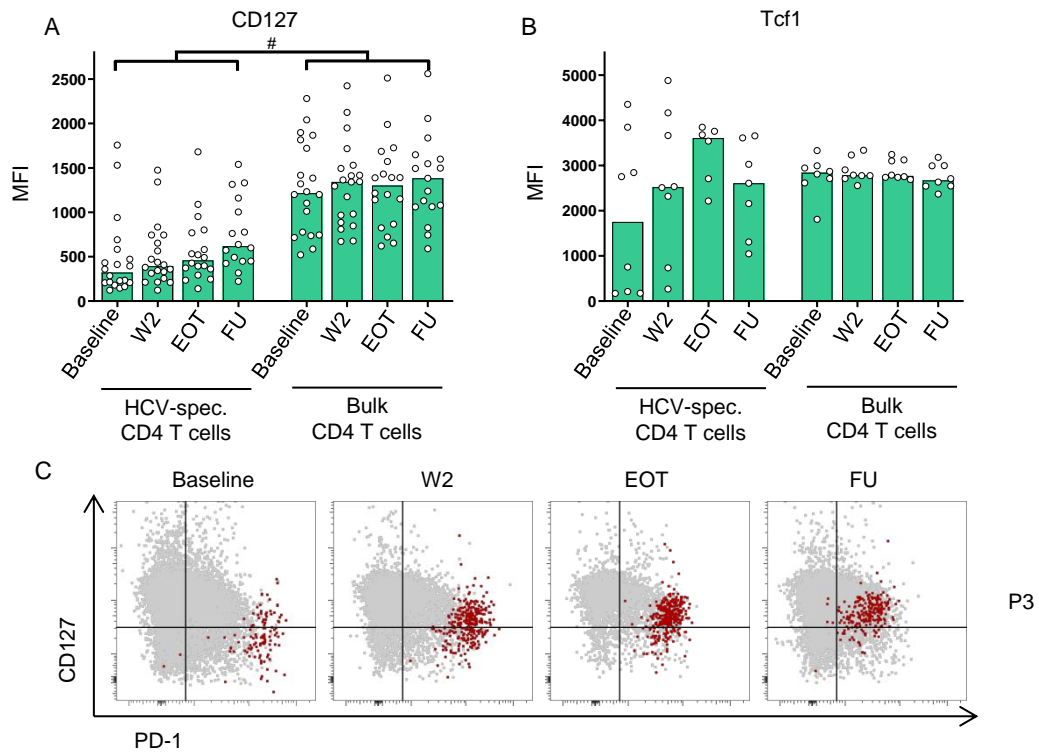 A
CD127
#
MFI
2500
2000
1500
1000
500
0
Baseline
W2
EOT
FU
Baseline
W2
EOT
FU
HCV-spec.
CD4 T cells
Bulk
CD4 T cells
B
Tcf1
MFI
5000
4000
3000
2000
1000
0
Baseline
W2
EOT
FU
Baseline
W2
EOT
FU
HCV-spec.
CD4 T cells
Bulk
CD4 T cells
C
Baseline
W2
EOT
FU
CD127
P3
PD-1